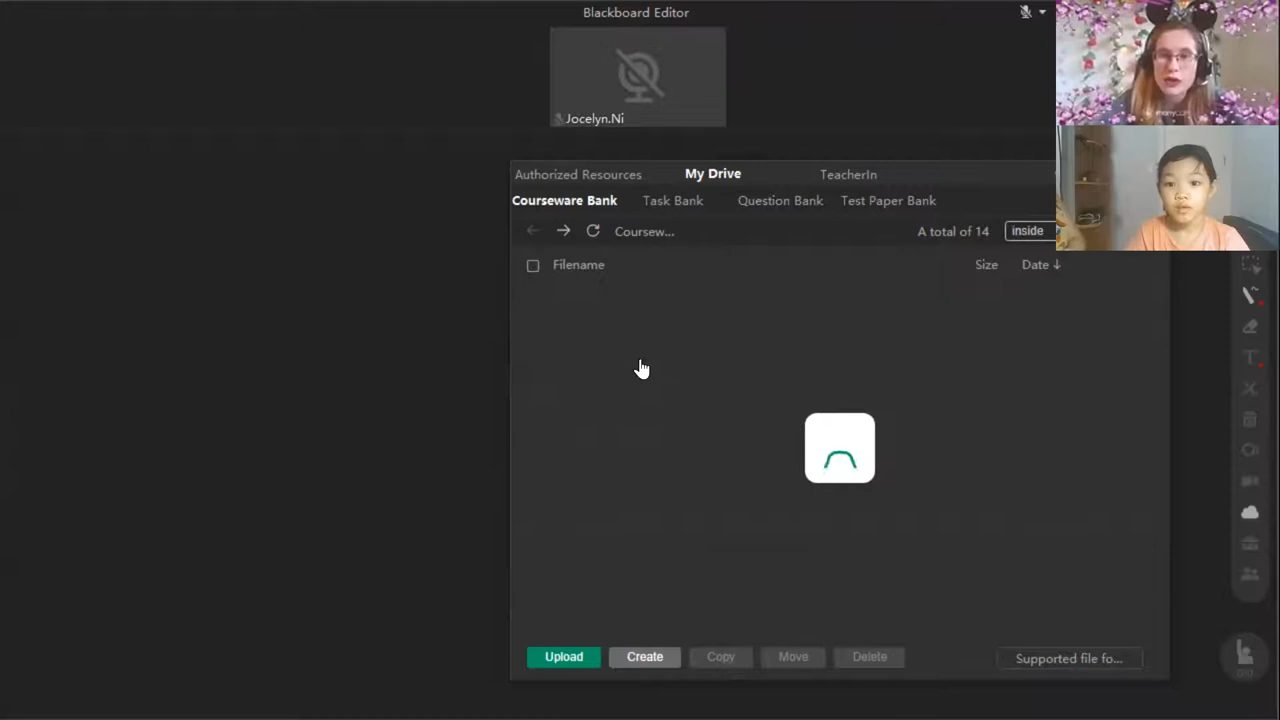 Blackboard Editor
Jocelyn.Ni
Authorized Resources My Drive TeacherIn
Courseware Bank Task Bank Question Bank Test Paper Bank
Coursew... A total of 14 inside
Filename Size Date ↓
Upload Create Copy Move Delete Supported file fo...